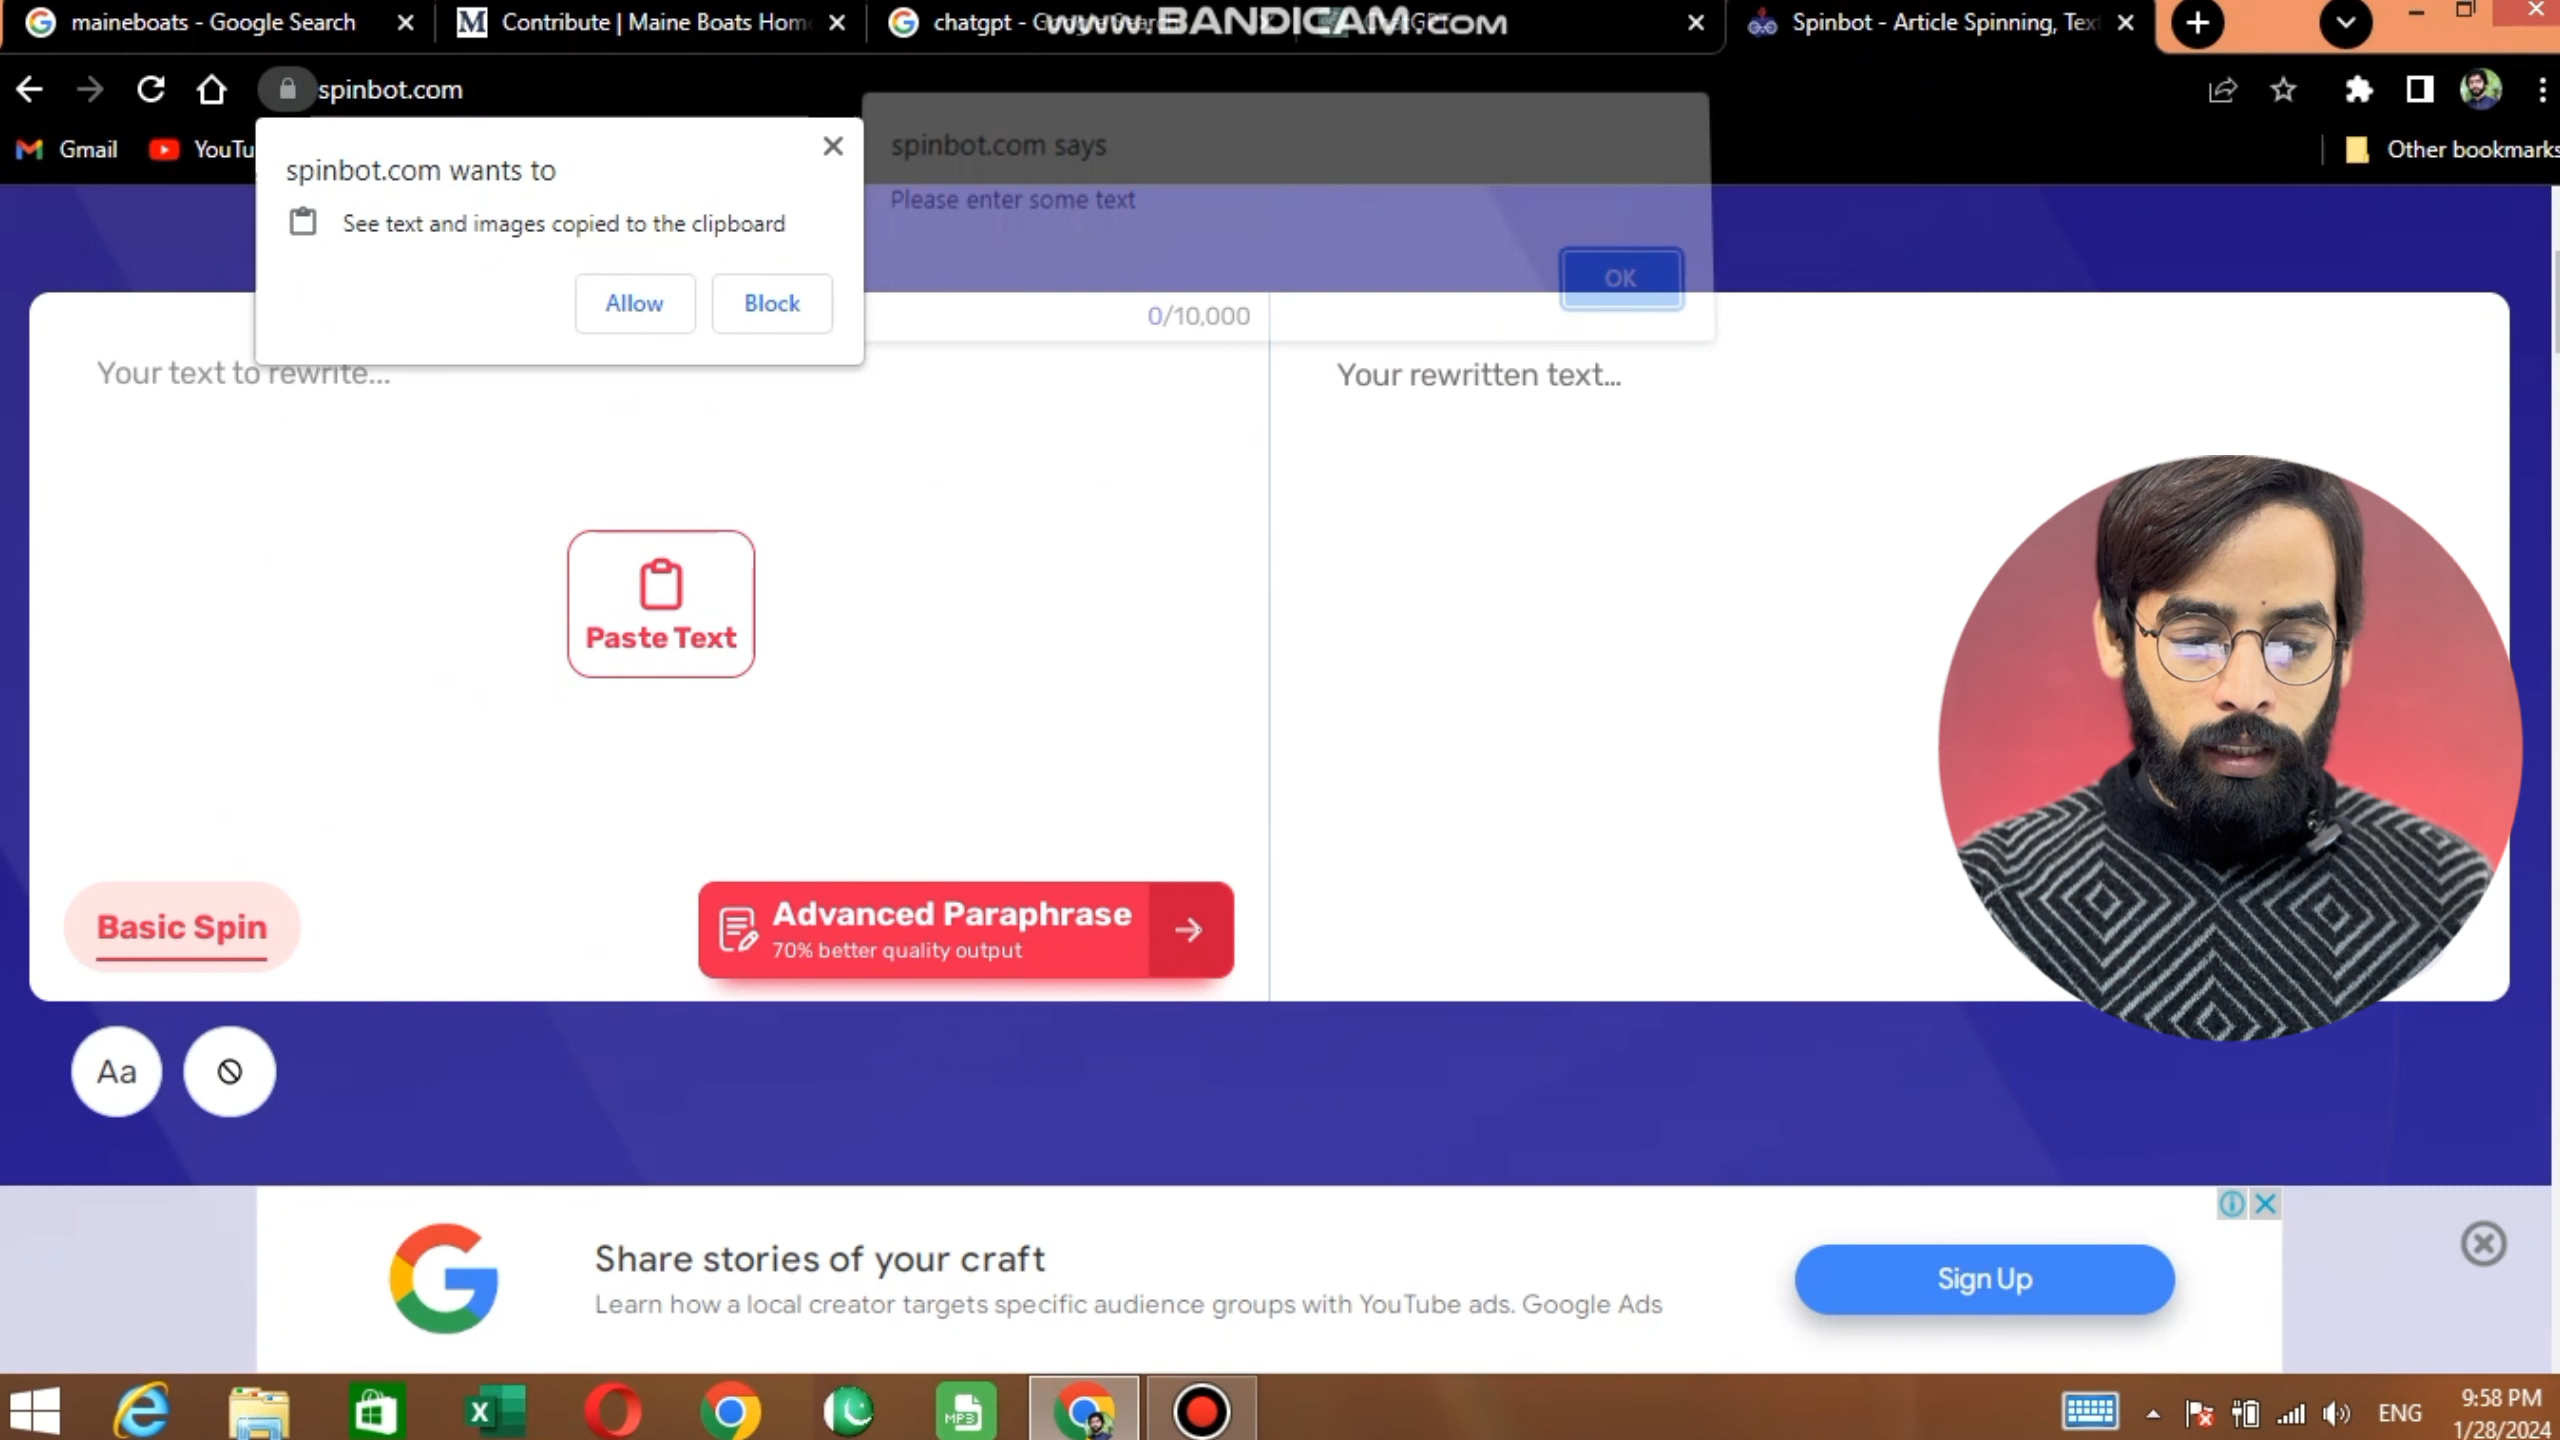 maineboats - Google Search
Contribute | Maine Boats Hom
chatgpt - Google Search
ChatGPT
www.BANDICAM.com
Spinbot - Article Spinning, Tex
spinbot.com
Gmail
YouTu
Other bookmarks
spinbot.com wants to
See text and images copied to the clipboard
Allow
Block
spinbot.com says
Please enter some text
OK
0/10,000
Your text to rewrite...
Your rewritten text...
Paste Text
Basic Spin
Advanced Paraphrase
70% better quality output
Aa
Share stories of your craft
Learn how a local creator targets specific audience groups with YouTube ads. Google Ads
Sign Up
MP3
ENG
9:58 PM
1/28/2024